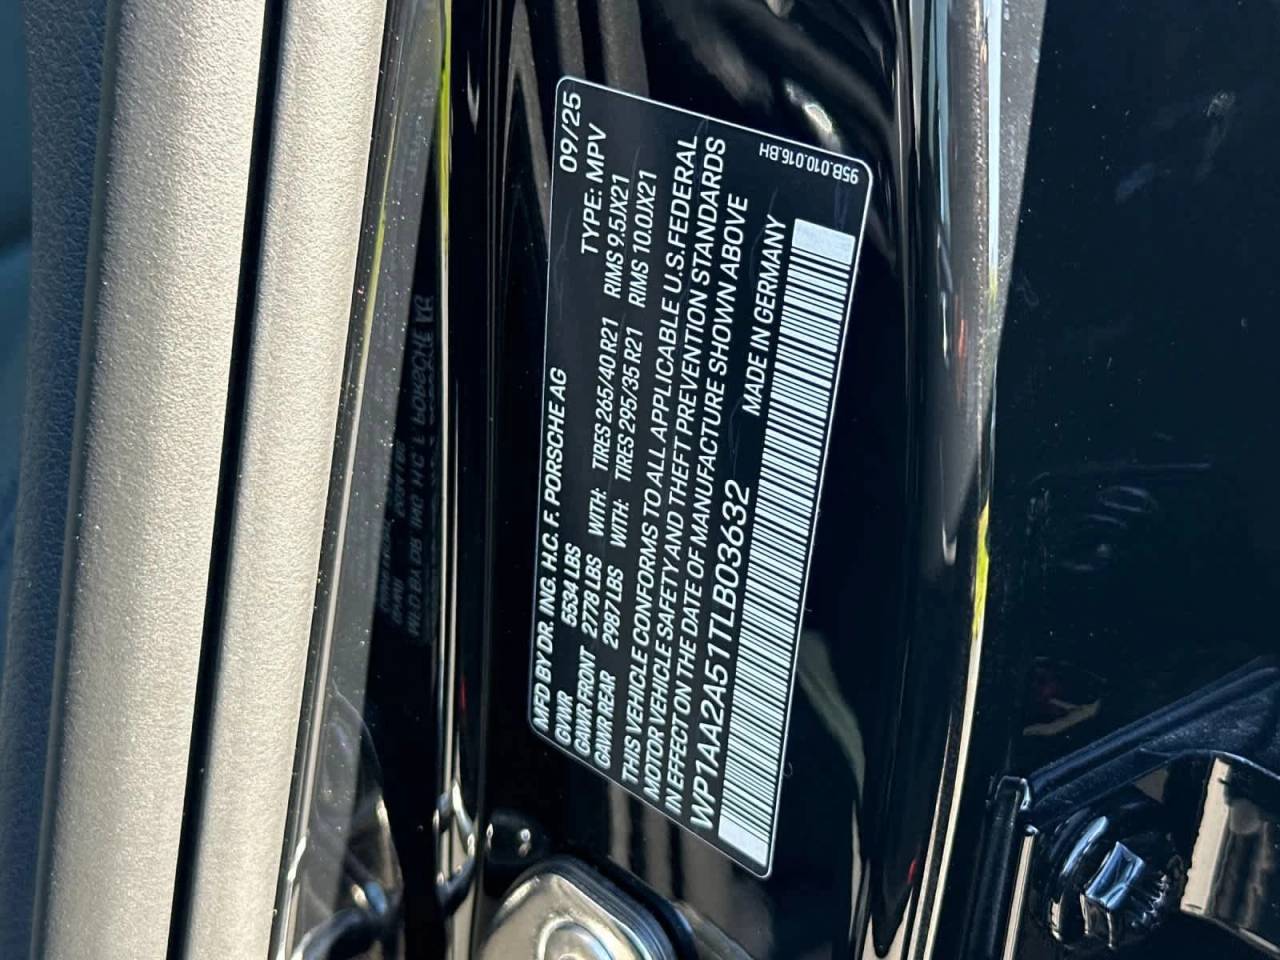 MFD BY DR. ING. H.C. F. PORSCHE AG 09/25
GVWR 5534 LBS TYPE: MPV
GAWR FRONT 2778 LBS WITH: TIRES 265/40 R21 RIMS 9.5JX21
GAWR REAR 2987 LBS WITH: TIRES 295/35 R21 RIMS 10.0JX21
THIS VEHICLE CONFORMS TO ALL APPLICABLE U.S.FEDERAL
MOTOR VEHICLE SAFETY AND THEFT PREVENTION STANDARDS
IN EFFECT ON THE DATE OF MANUFACTURE SHOWN ABOVE
WP1AA2A51TLB03632 MADE IN GERMANY
95B.010.016.BH